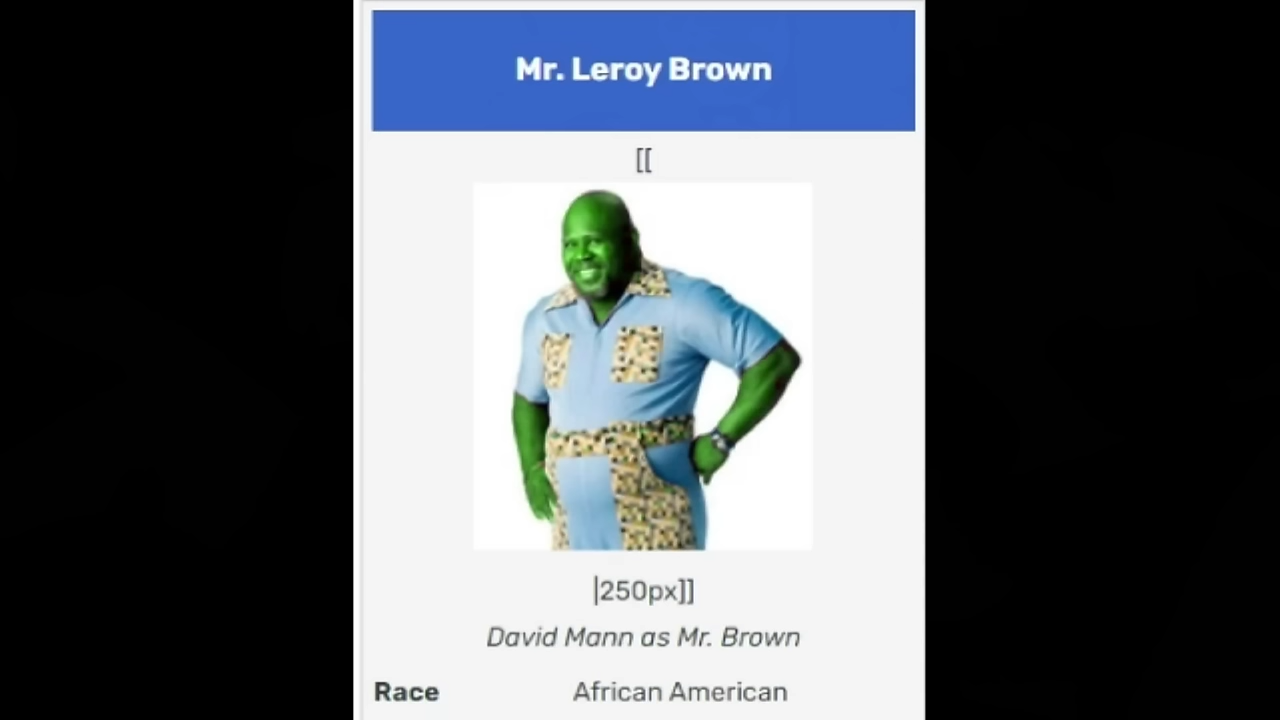 Mr. Leroy Brown
[[
|250px]]
David Mann as Mr. Brown
Race African American